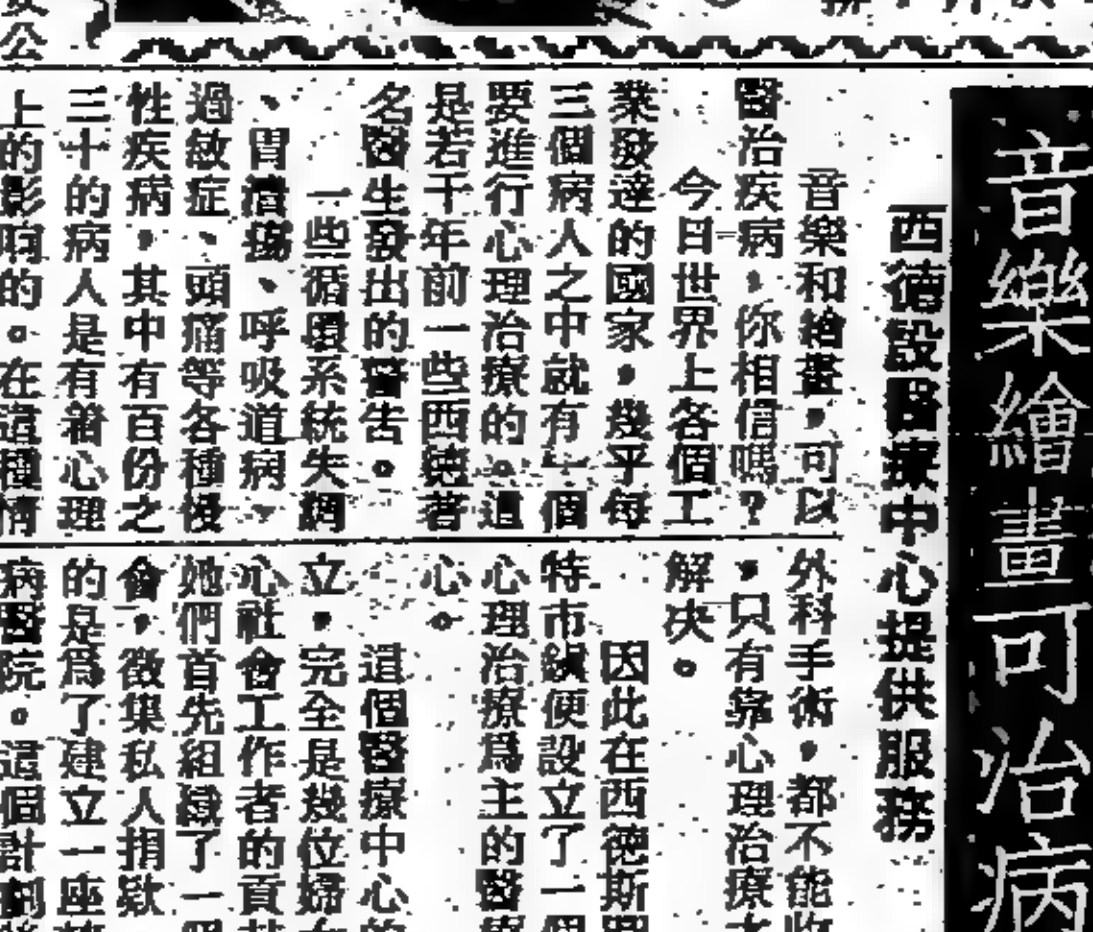 音樂繪畫可治病
西德設醫療中心提供服務
音樂和繪畫,可以
醫治疾病,你相信嗎?
今日世界上各個工
業發達的國家,幾乎每
三個病人之中就有一個
要進行心理治療的。這
是若干年前一些西德著
名醫生發出的警告。
一些循環系統失調
、胃潰瘍、呼吸道病、
過敏症、頭痛等各種慢
性疾病,其中有百份之
三十的病人是有着心理
上的影响的。在這種情
外科手術,都不能收
,只有靠心理治療才
解决。
因此在西德斯
特市鎮便設立了一個
心理治療爲主的醫療
心。
這個醫療中心的
立,完全是幾位婦女
心社會工作者的貢
她們首先組織了一個
會,徵集私人捐欵
的是爲了建立一座
病醫院。這個計劃